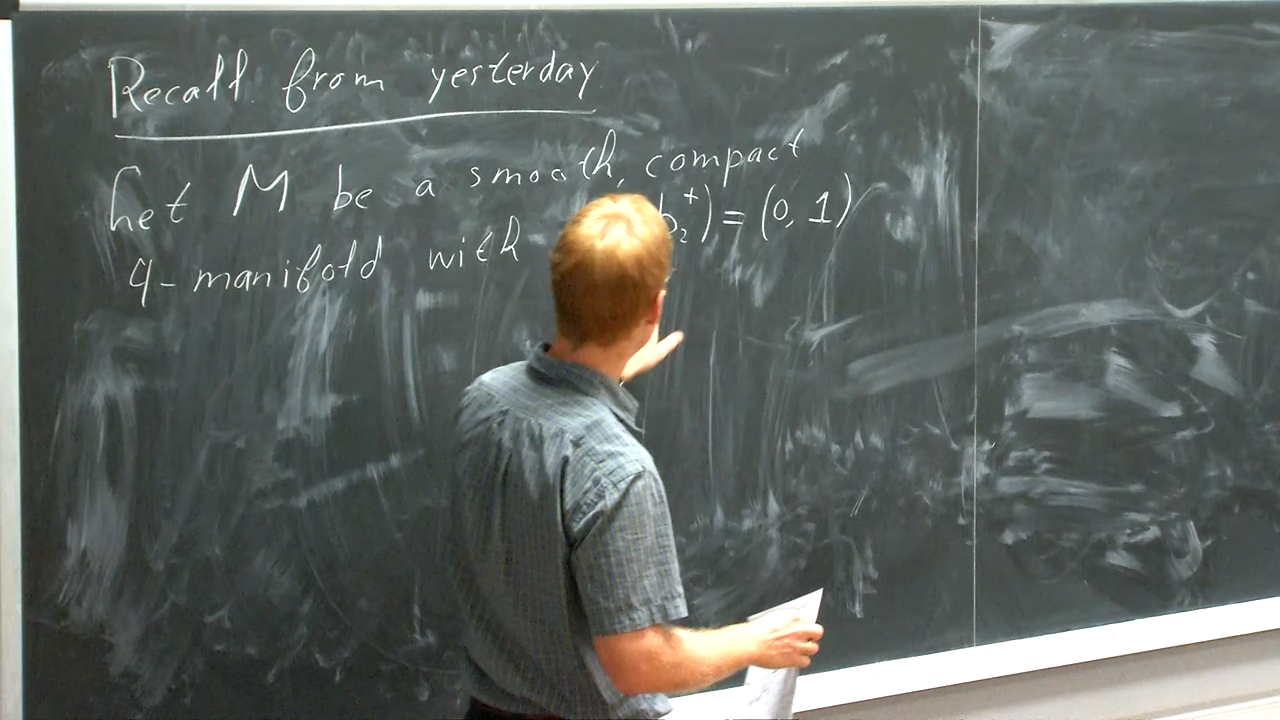 Recall from yesterday
Let M be a smooth, compact
4-manifold with b₂⁺) = (0, 1)